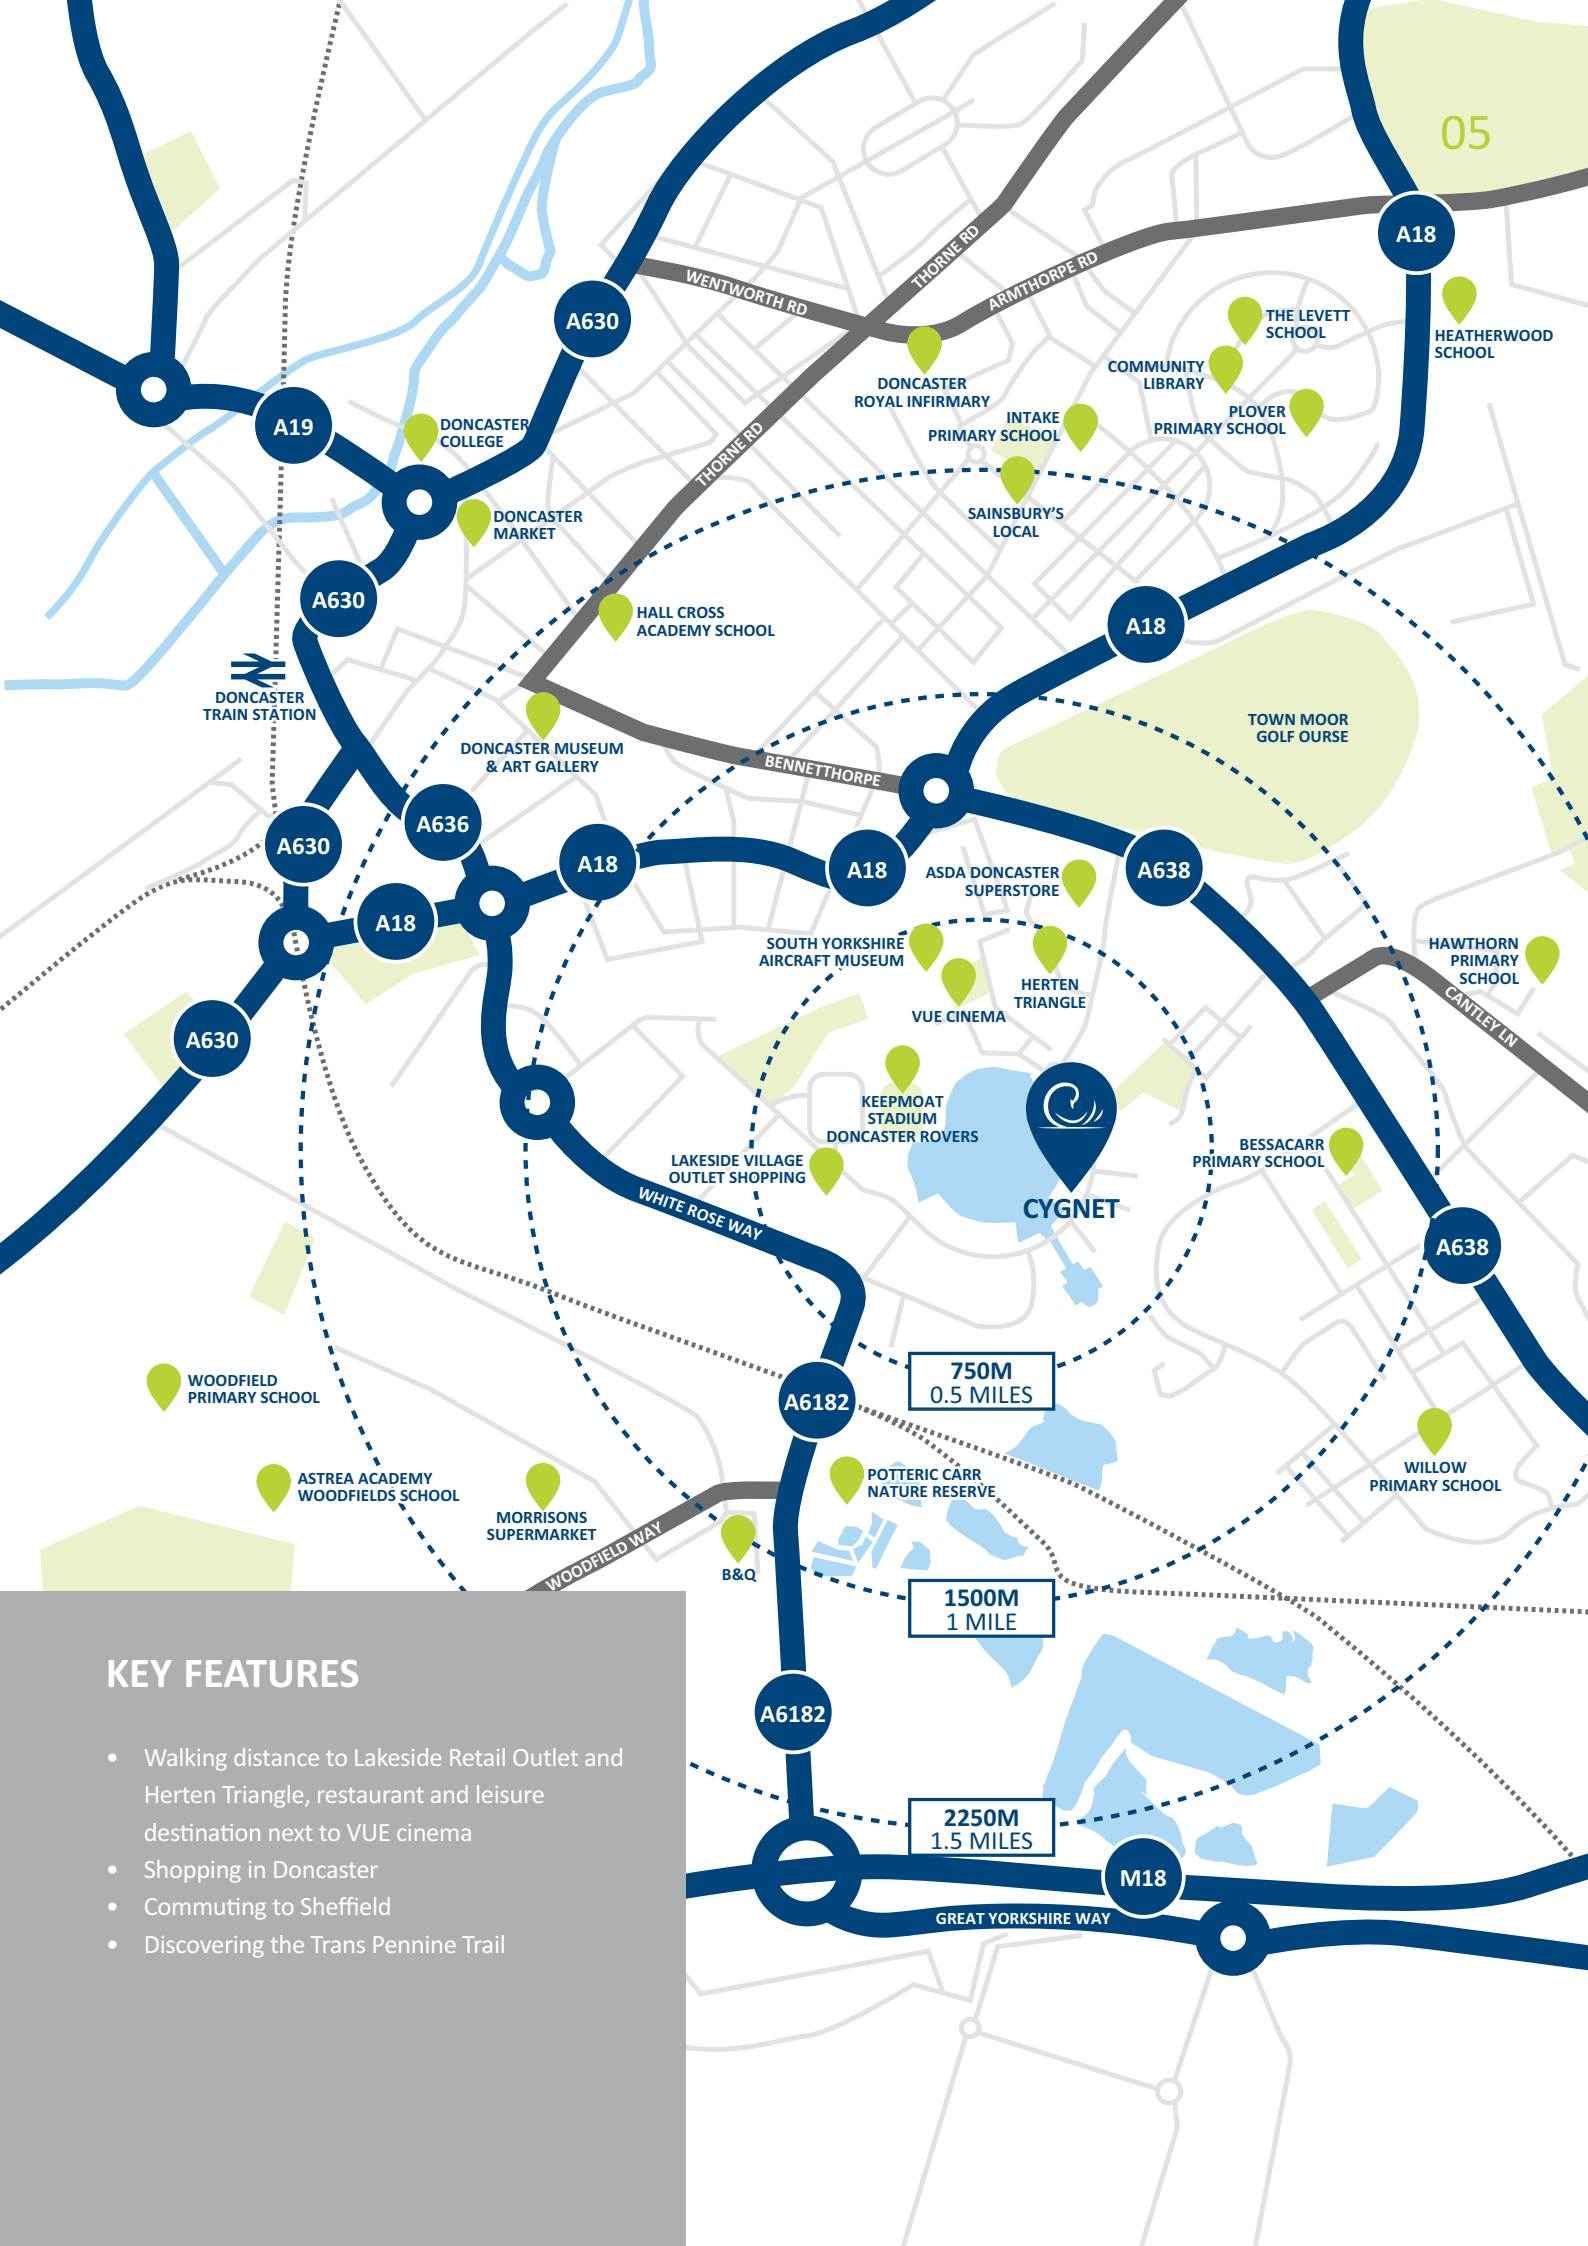 05
A18
THORNE RD
WENTWORTH RD
ARMTHORPE RD
A630
THE LEVETT
SCHOOL
HEATHERWOOD
SCHOOL
COMMUNITY
LIBRARY
DONCASTER
ROYAL INFIRMARY
PLOVER
PRIMARY SCHOOL
INTAKE
PRIMARY SCHOOL
A19
DONCASTER
COLLEGE
THORNE RD
DONCASTER
MARKET
SAINSBURY'S
LOCAL
A630
HALL CROSS
ACADEMY SCHOOL
A18
DONCASTER
TRAIN STATION
TOWN MOOR
GOLF OURSE
DONCASTER MUSEUM
& ART GALLERY
BENNETTHORPE
A630
A636
A18
A18
ASDA DONCASTER
SUPERSTORE
A638
A18
SOUTH YORKSHIRE
AIRCRAFT MUSEUM
HERTEN
TRIANGLE
VUE CINEMA
HAWTHORN
PRIMARY
SCHOOL
CANTLEY LN
A630
KEEPMOAT
STADIUM
DONCASTER ROVERS
LAKESIDE VILLAGE
OUTLET SHOPPING
BESSACARR
PRIMARY SCHOOL
CYGNET
WHITE ROSE WAY
A638
750M
0.5 MILES
WOODFIELD
PRIMARY SCHOOL
A6182
ASTREA ACADEMY
WOODFIELDS SCHOOL
POTTERIC CARR
NATURE RESERVE
WILLOW
PRIMARY SCHOOL
MORRISONS
SUPERMARKET
WOODFIELD WAY
B&Q
1500M
1 MILE
A6182
2250M
1.5 MILES
M18
GREAT YORKSHIRE WAY
KEY FEATURES
• Walking distance to Lakeside Retail Outlet and
Herten Triangle, restaurant and leisure
destination next to VUE cinema
• Shopping in Doncaster
• Commuting to Sheffield
• Discovering the Trans Pennine Trail